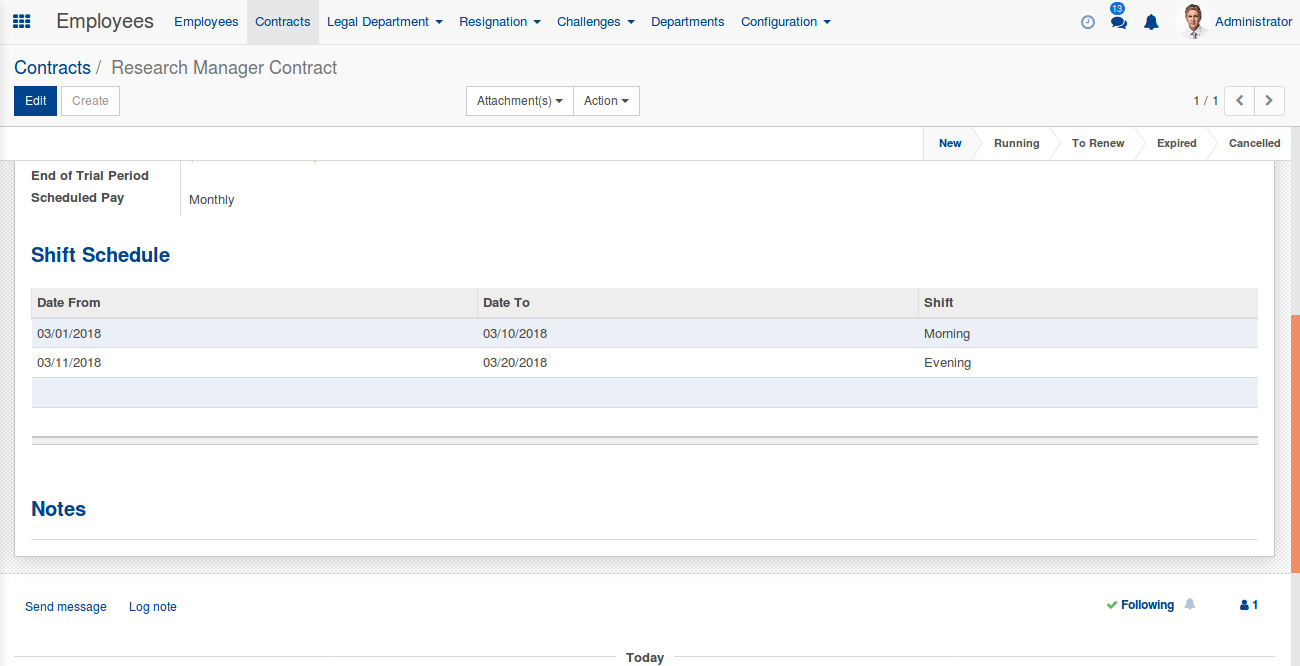 Employees Employees Contracts Legal Department Resignation Challenges Departments Configuration 13 Administrator
Contracts / Research Manager Contract
Edit Create Attachment(s) Action 1 / 1
New Running To Renew Expired Cancelled
End of Trial Period
Scheduled Pay Monthly
Shift Schedule
Date From Date To Shift
03/01/2018 03/10/2018 Morning
03/11/2018 03/20/2018 Evening
Notes
Send message Log note Following 1
Today